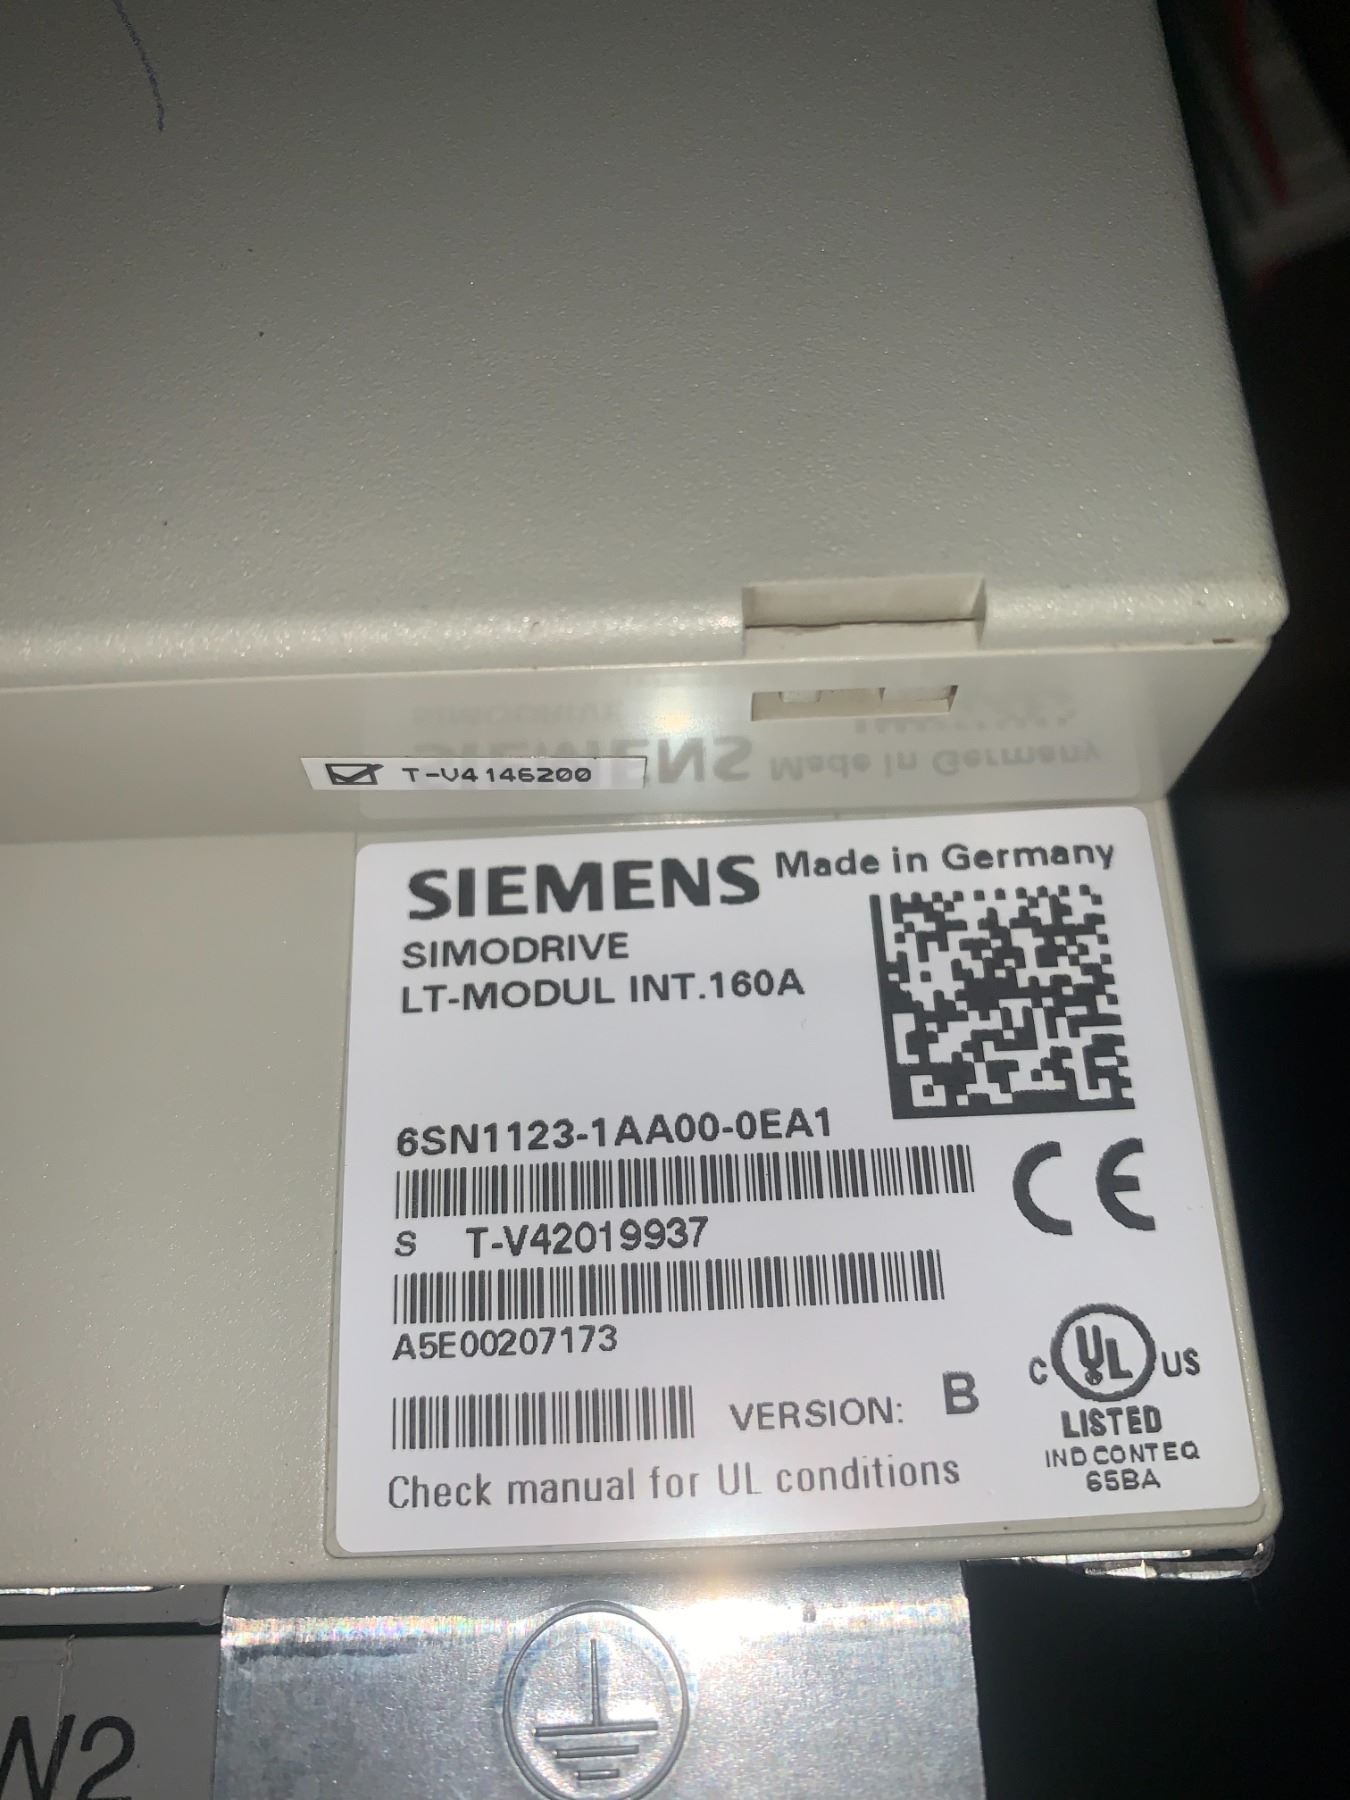 T-V4146200
SIEMENS Made in Germany
SIMODRIVE
LT-MODUL INT.160A
6SN1123-1AA00-0EA1
CE
S T-V42019937
A5E00207173
C UL US
VERSION: B
LISTED
IND CONT EQ
65BA
Check manual for UL conditions
W2